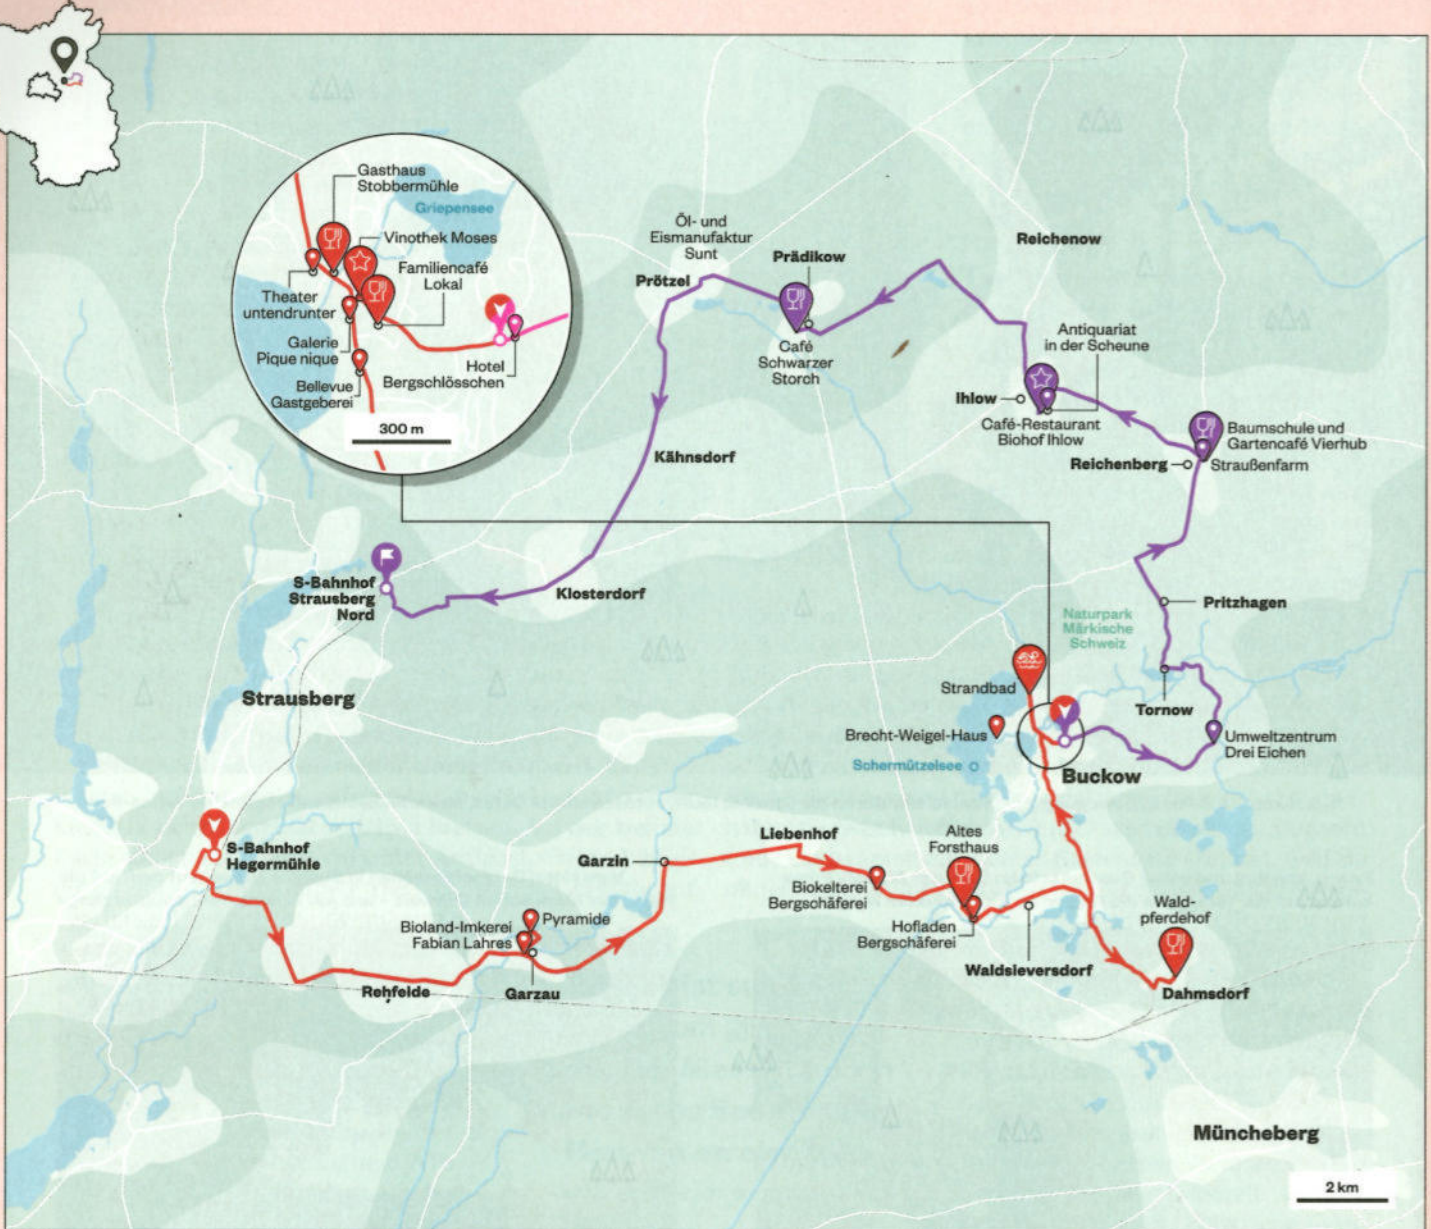 Gasthaus
Stobbermühle
Griepensee
Vinothek Moses
Familiencafé
Lokal
Theater
untendrunter
Galerie
Pique nique
Bellevue
Gastgeberei
Hotel
Bergschlösschen
300 m
Öl- und
Eismanufaktur
Sunt
Prötzel
Prädikow
Café
Schwarzer
Storch
Reichenow
Antiquariat
in der Scheune
Ihlow
Café-Restaurant
Biohof Ihlow
Baumschule und
Gartencafé Vierhub
Reichenberg
Straußenfarm
Kähnsdorf
S-Bahnhof
Strausberg
Nord
Klosterdorf
Pritzhagen
Naturpark
Märkische
Schweiz
Strausberg
Strandbad
Tornow
Brecht-Weigel-Haus
Umweltzentrum
Drei Eichen
Schermützelsee
Buckow
S-Bahnhof
Hegermühle
Liebenhof
Altes
Forsthaus
Garzin
Biokelterei
Bergschäferei
Bioland-Imkerei
Fabian Lahres
Pyramide
Hofladen
Bergschäferei
Wald-
pferdehof
Waldsieversdorf
Rehfelde
Garzau
Dahmsdorf
Müncheberg
2 km